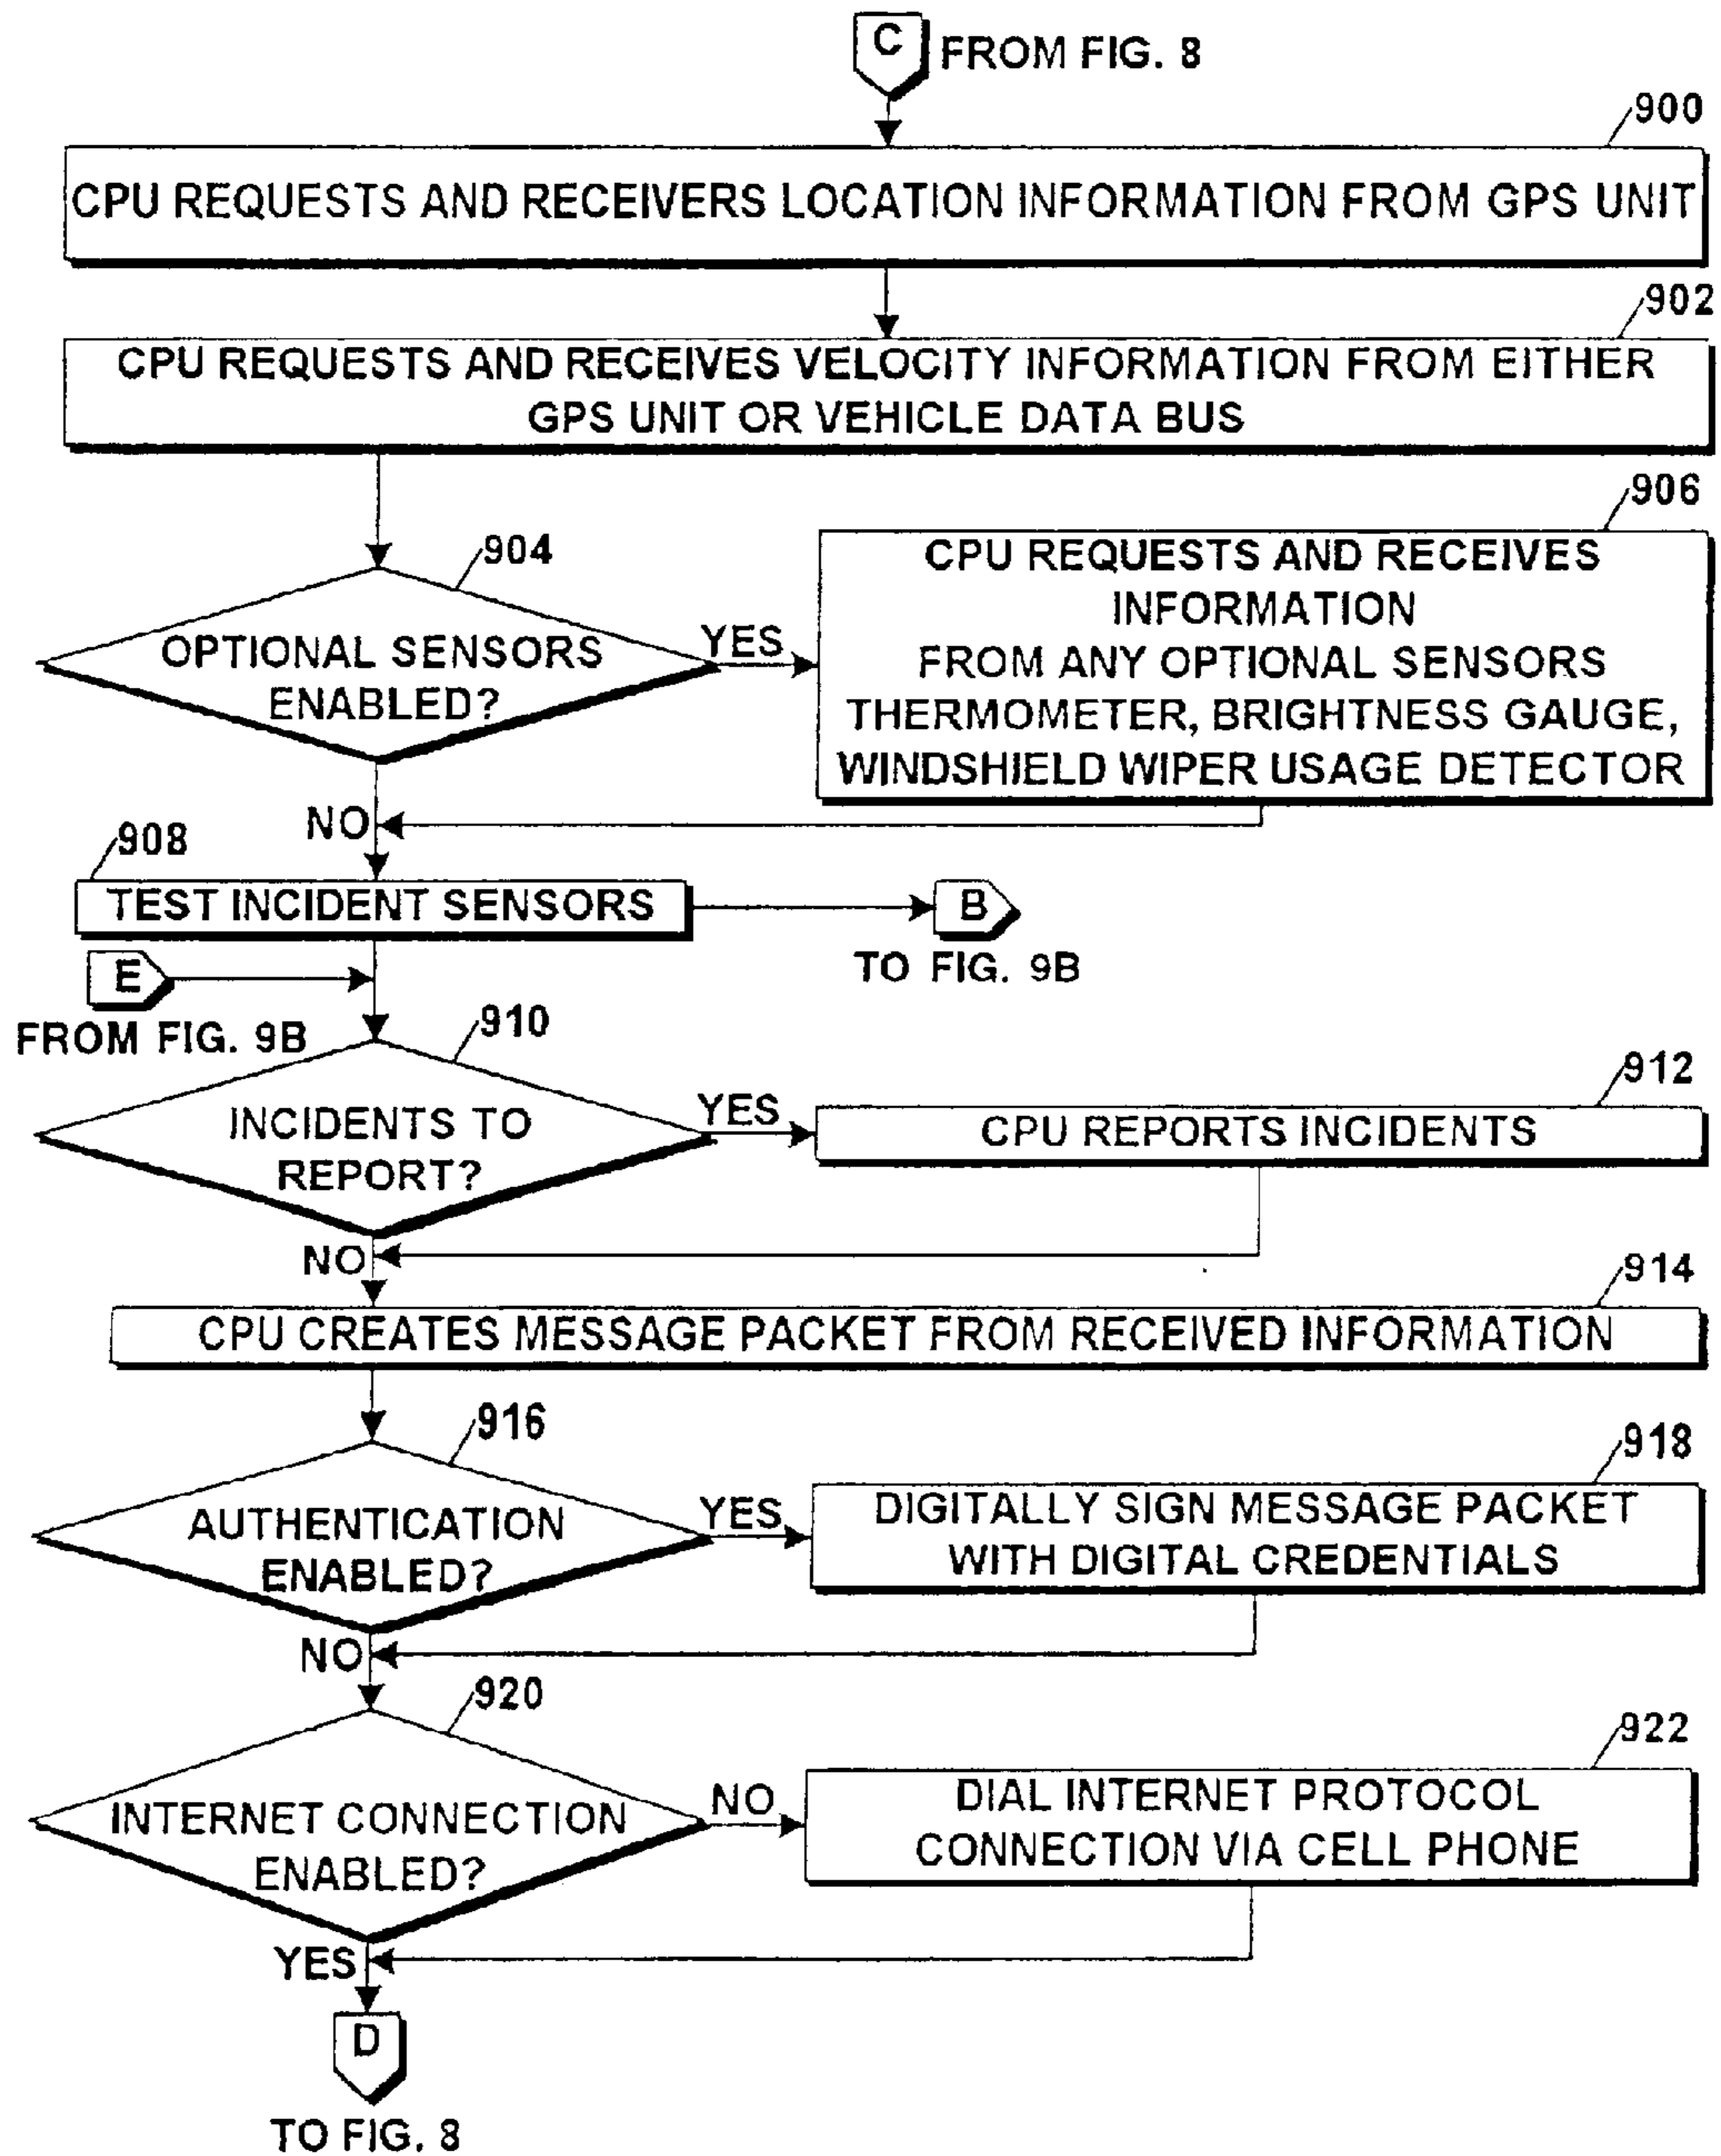 C FROM FIG. 8
900
CPU REQUESTS AND RECEIVERS LOCATION INFORMATION FROM GPS UNIT
902
CPU REQUESTS AND RECEIVES VELOCITY INFORMATION FROM EITHER
GPS UNIT OR VEHICLE DATA BUS
904
OPTIONAL SENSORS
ENABLED?
YES
906
CPU REQUESTS AND RECEIVES
INFORMATION
FROM ANY OPTIONAL SENSORS
THERMOMETER, BRIGHTNESS GAUGE,
WINDSHIELD WIPER USAGE DETECTOR
NO
908
TEST INCIDENT SENSORS
B
TO FIG. 9B
E
FROM FIG. 9B
910
INCIDENTS TO
REPORT?
YES
912
CPU REPORTS INCIDENTS
NO
914
CPU CREATES MESSAGE PACKET FROM RECEIVED INFORMATION
916
AUTHENTICATION
ENABLED?
YES
918
DIGITALLY SIGN MESSAGE PACKET
WITH DIGITAL CREDENTIALS
NO
920
INTERNET CONNECTION
ENABLED?
NO
922
DIAL INTERNET PROTOCOL
CONNECTION VIA CELL PHONE
YES
D
TO FIG. 8